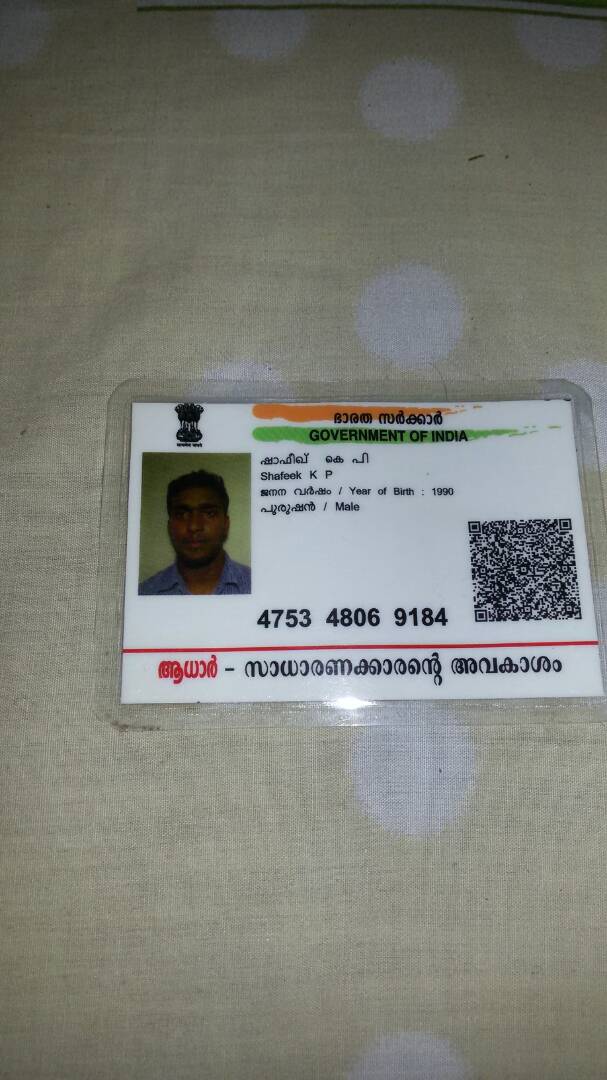 ഭാരത സർക്കാർ
GOVERNMENT OF INDIA
ഷാഫീഖ് കെ പി
Shafeek K P
ജനന വർഷം / Year of Birth : 1990
പുരുഷൻ / Male
4753 4806 9184
ആധാർ – സാധാരണക്കാരന്റെ അവകാശം